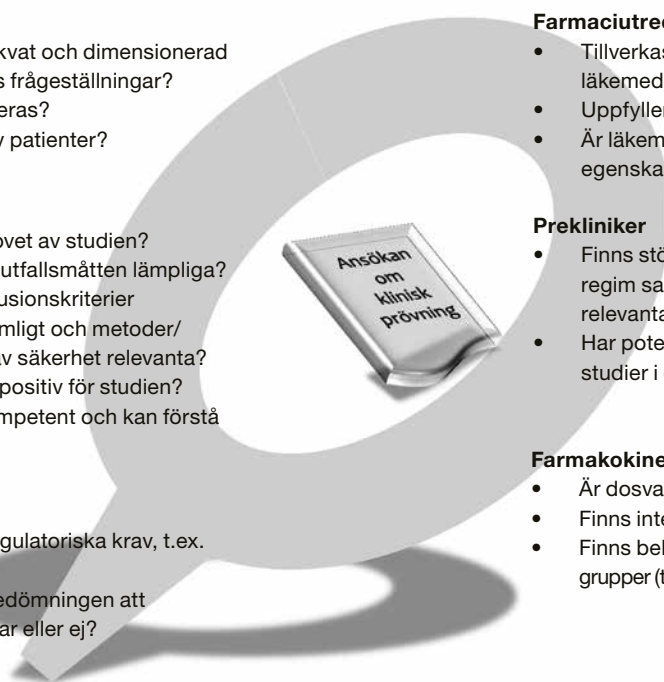 kvat och dimensionerad
s frågeställningar?
eras?
v patienter?
ovet av studien?
utfallsmåtten lämpliga?
usionskriterier
mligt och metoder/
av säkerhet relevanta?
positiv för studien?
mpetent och kan förstå
gulatoriska krav, t.ex.
edömningen att
ar eller ej?
Ansökan
om
klinisk
prövning
Farmaciutred
• Tillverkas
läkemed
• Uppfyller
• Är läkem
egenska
Prekliniker
• Finns stö
regim sa
relevanta
• Har pote
studier i
Farmakokine
• Är dosva
• Finns inte
• Finns beh
grupper (t